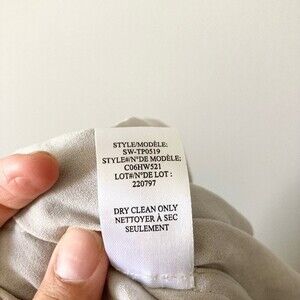 STYLE/MODÈLE:
SW-TP0519
STYLE#/N°DE MODÈLE:
C06HW521
LOT#/N°DE LOT :
220797
DRY CLEAN ONLY
NETTOYER À SEC
SEULEMENT